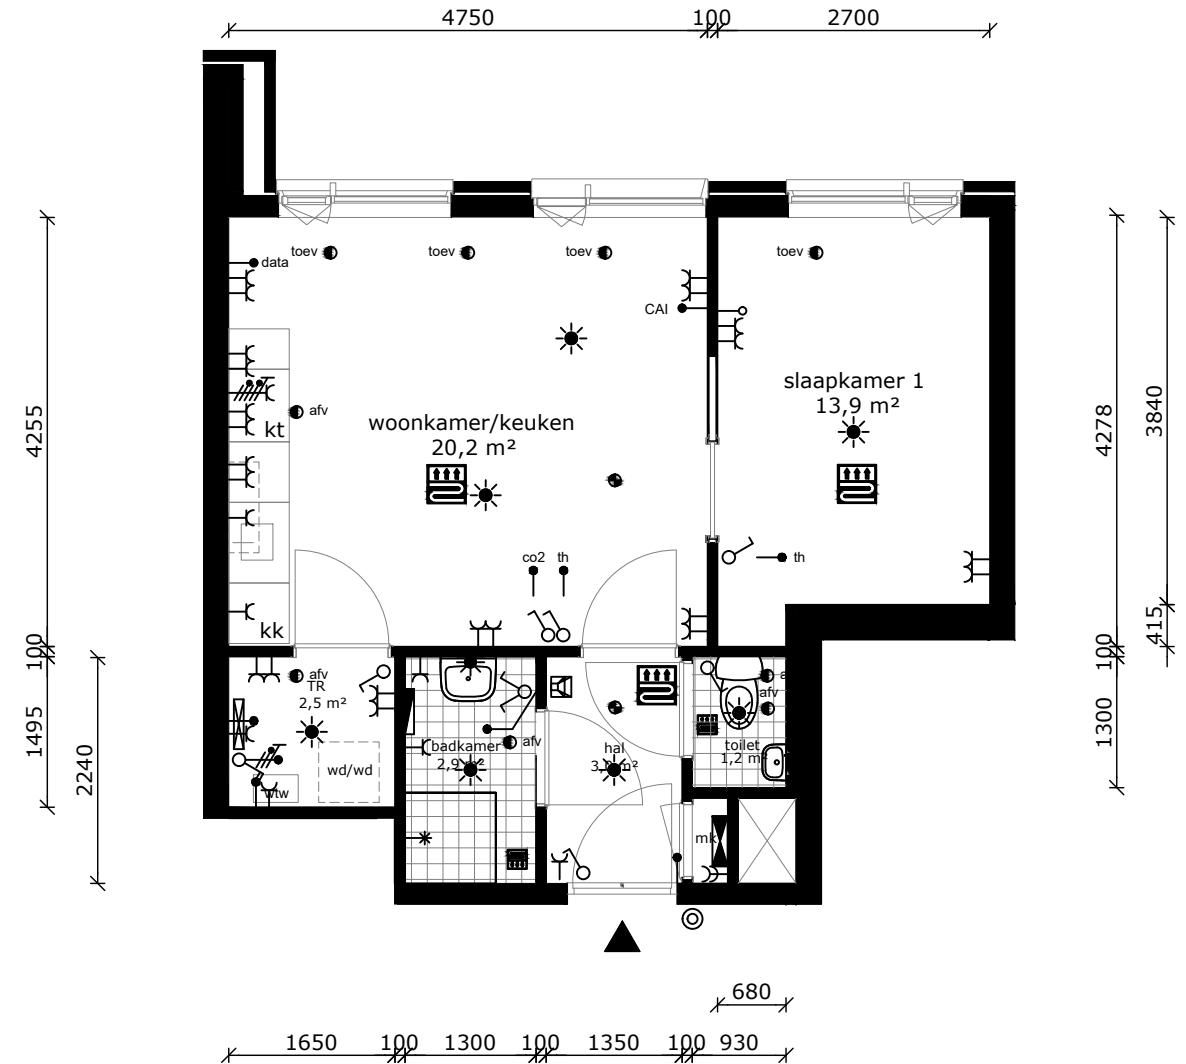 4750 100 2700
toev toev toev toev
data
CAI
slaapkamer 1
13,9 m²
afv
woonkamer/keuken
20,2 m²
kt
4255
4278
3840
co2 th
th
kk
100
100
415
afv
TR
2,5 m²
afv
1495
2240
1300
badkamer
2,9 m²
afv
hal
toilet
1,2 m²
wd/wd
wtw
mk
680
1650 100 1300 100 1350 100 930